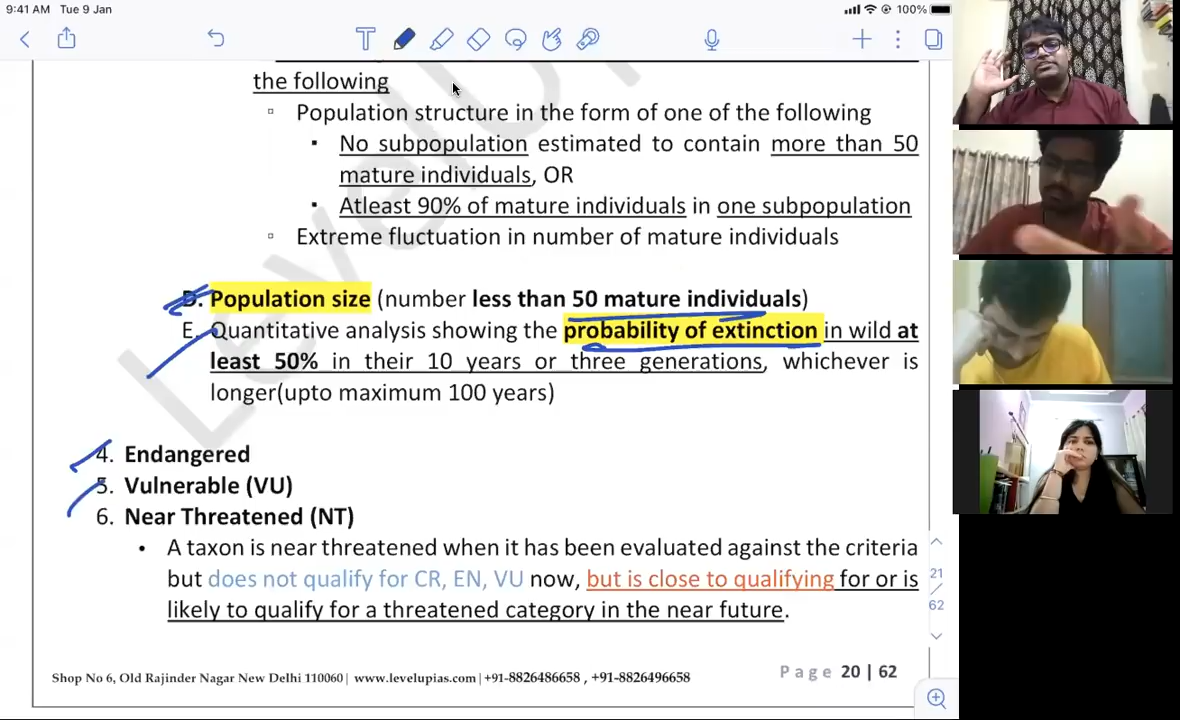 9:41 AM Tue 9 Jan 100%
the following
Population structure in the form of one of the following
No subpopulation estimated to contain more than 50
mature individuals, OR
Atleast 90% of mature individuals in one subpopulation
Extreme fluctuation in number of mature individuals
D. Population size (number less than 50 mature individuals)
E. Quantitative analysis showing the probability of extinction in wild at
least 50% in their 10 years or three generations, whichever is
longer(upto maximum 100 years)
4. Endangered
5. Vulnerable (VU)
6. Near Threatened (NT)
• A taxon is near threatened when it has been evaluated against the criteria
but does not qualify for CR, EN, VU now, but is close to qualifying for or is
likely to qualify for a threatened category in the near future.
21
62
Shop No 6, Old Rajinder Nagar New Delhi 110060| www.levelupias.com |+91-8826486658 , +91-8826496658
Page 20 | 62